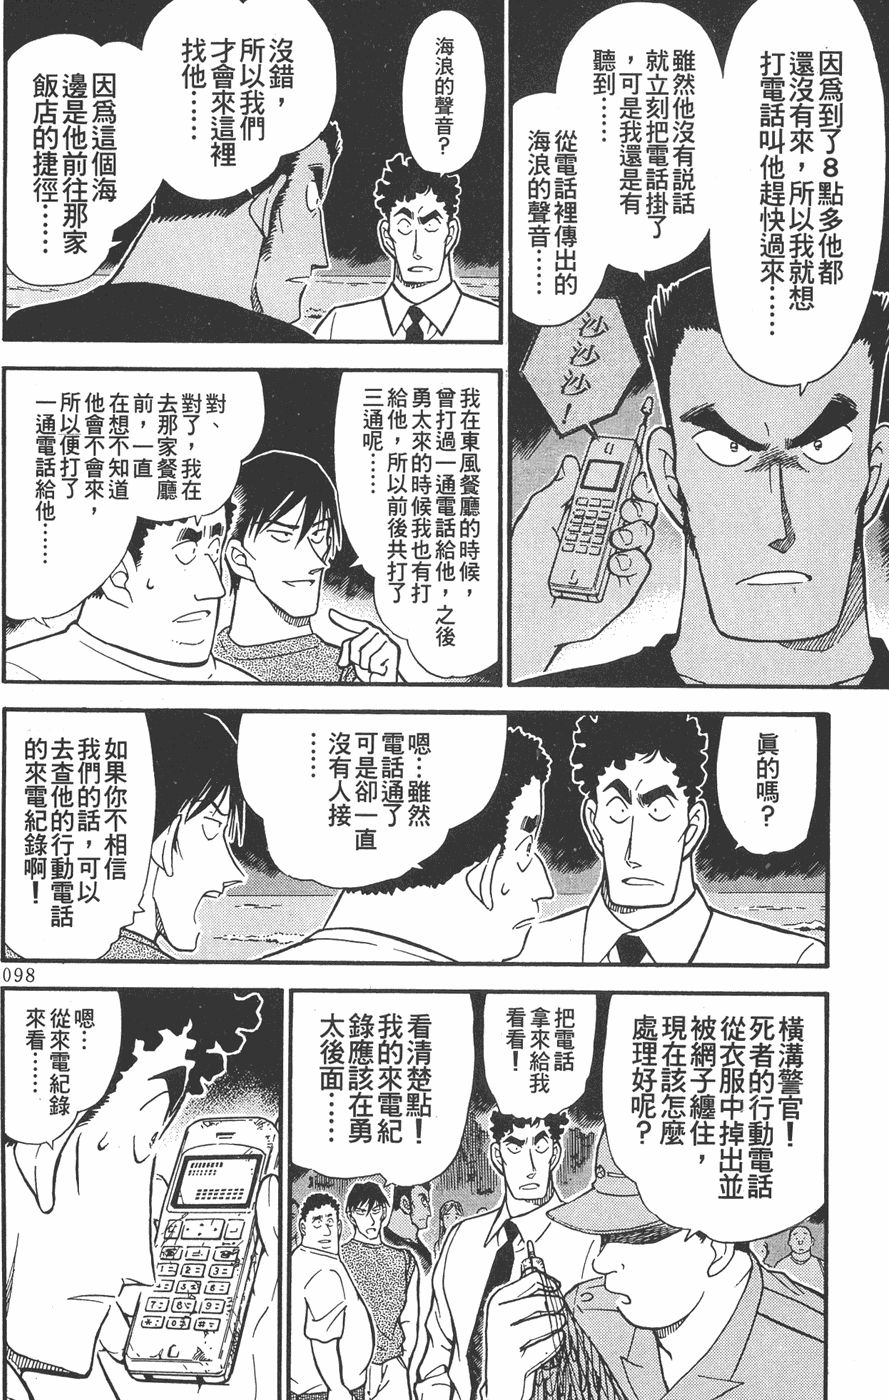 因爲到了8點多他都
還沒有來，所以我就想
打電話叫他趕快過來……
雖然他沒有説話
就立刻把電話掛了
，可是我還是有
聽到……
從電話裡傳出的
海浪的聲音……
沙沙沙！
海浪的聲音？
沒錯，
所以我們
才會來這裡
找他……
因爲這個海
邊是他前往那家
飯店的捷徑……
我在東風餐廳的時候，
曾打過一通電話給他，之後
勇太來的時候我也有打
給他，所以前後共打了
三通呢……
對、
對了，我在
去那家餐廳
前，一直
在想不知道
他會不會來，
所以便打了
一通電話給他……
眞的嗎？
嗯…雖然
電話通了
可是卻一直
沒有人接
……
如果你不相信
我們的話，可以
去查他的行動電話
的來電紀錄啊！
098
橫溝警官！
死者的行動電話
從衣服中掉出並
被網子纏住，
現在該怎麼
處理好呢？
把電話
拿來給我
看看！
看清楚點！
我的來電紀
錄應該在勇
太後面……
嗯…
從來電紀錄
來看……